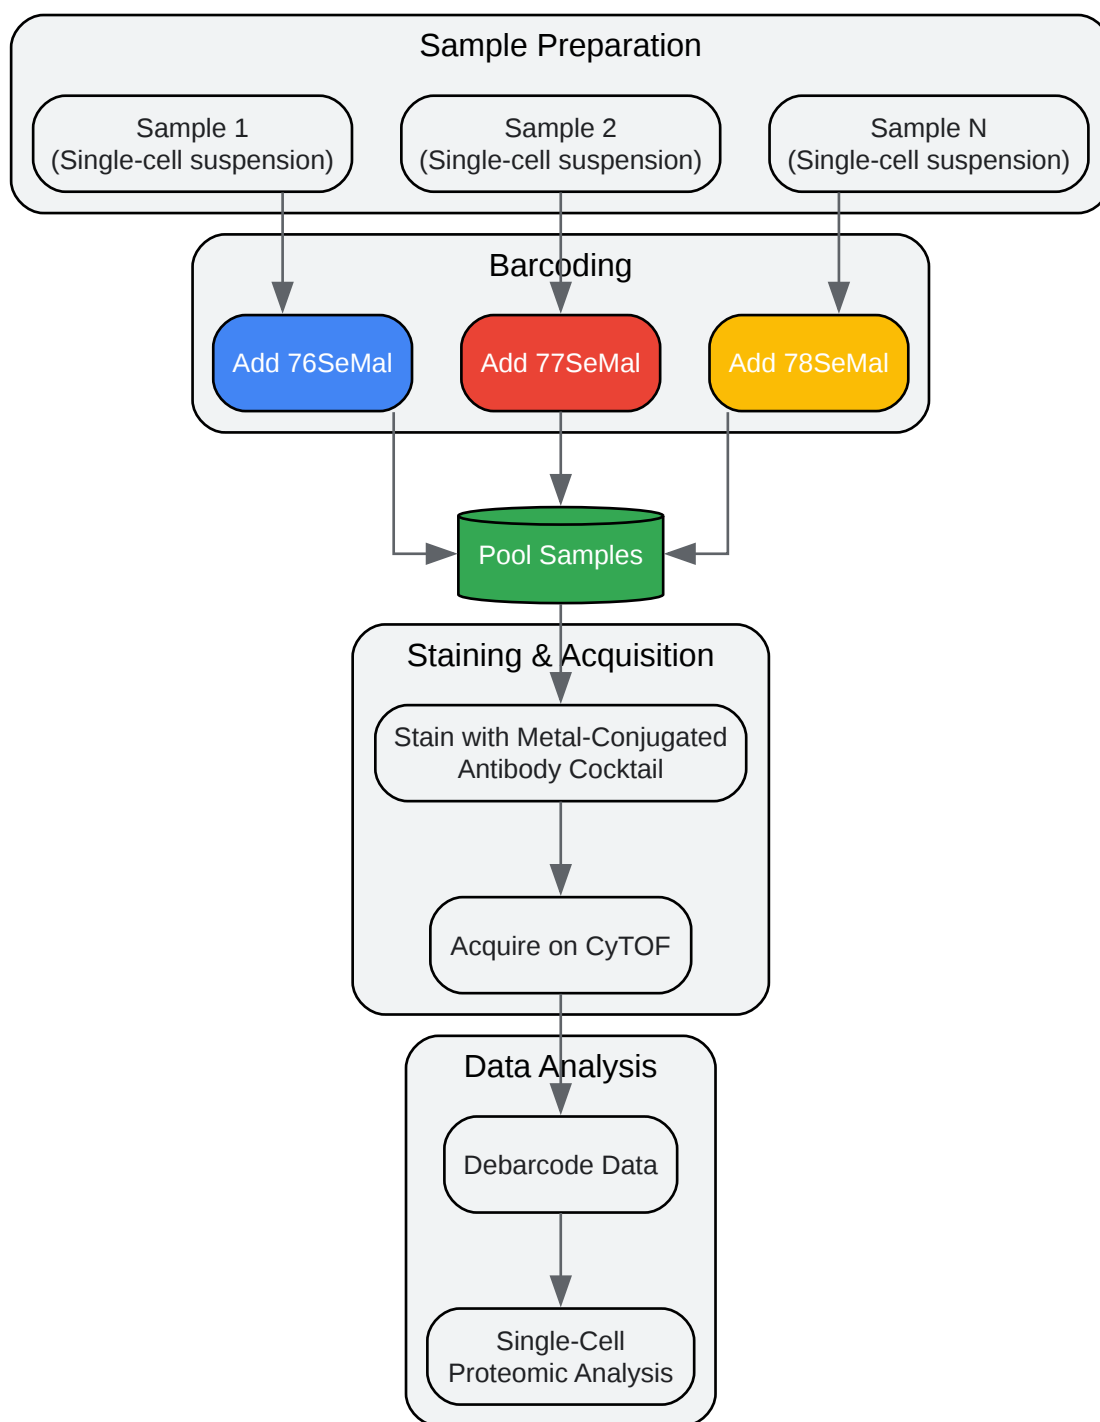 Sample Preparation
Sample 1
(Single-cell suspension)
Sample 2
(Single-cell suspension)
Sample N
(Single-cell suspension)
Barcoding
Add 76SeMal
Add 77SeMal
Add 78SeMal
Pool Samples
Staining & Acquisition
Stain with Metal-Conjugated
Antibody Cocktail
Acquire on CyTOF
Data Analysis
Debarcode Data
Single-Cell
Proteomic Analysis